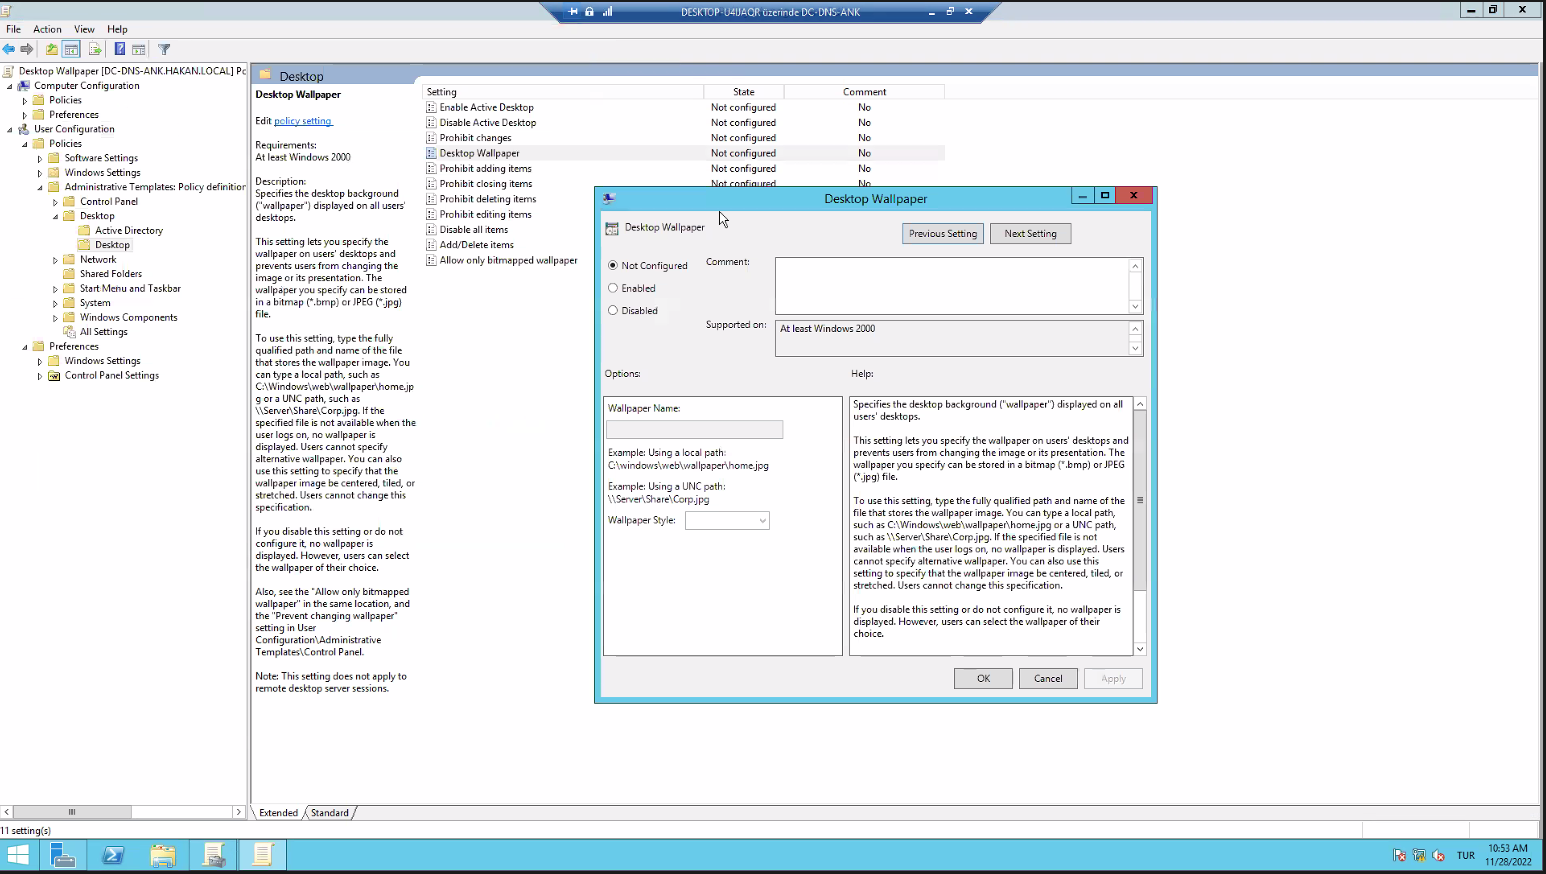 DESKTOP-U4IJAQR üzerinde DC-DNS-ANK
File Action View Help
Desktop Wallpaper [DC-DNS-ANK.HAKAN.LOCAL] Po
Computer Configuration
Policies
Preferences
User Configuration
Policies
Software Settings
Windows Settings
Administrative Templates: Policy definition
Control Panel
Desktop
Active Directory
Desktop
Network
Shared Folders
Start Menu and Taskbar
System
Windows Components
All Settings
Preferences
Windows Settings
Control Panel Settings
Desktop
Desktop Wallpaper
Edit policy setting
Requirements:
At least Windows 2000
Description:
Specifies the desktop background
("wallpaper") displayed on all users'
desktops.
This setting lets you specify the
wallpaper on users' desktops and
prevents users from changing the
image or its presentation. The
wallpaper you specify can be stored
in a bitmap (*.bmp) or JPEG (*.jpg)
file.
To use this setting, type the fully
qualified path and name of the file
that stores the wallpaper image. You
can type a local path, such as
C:\Windows\web\wallpaper\home.jp
g or a UNC path, such as
\\Server\Share\Corp.jpg. If the
specified file is not available when the
user logs on, no wallpaper is
displayed. Users cannot specify
alternative wallpaper. You can also
use this setting to specify that the
wallpaper image be centered, tiled, or
stretched. Users cannot change this
specification.
If you disable this setting or do not
configure it, no wallpaper is
displayed. However, users can select
the wallpaper of their choice.
Also, see the "Allow only bitmapped
wallpaper" in the same location, and
the "Prevent changing wallpaper"
setting in User
Configuration\Administrative
Templates\Control Panel.
Note: This setting does not apply to
remote desktop server sessions.
Setting State Comment
Enable Active Desktop Not configured No
Disable Active Desktop Not configured No
Prohibit changes Not configured No
Desktop Wallpaper Not configured No
Prohibit adding items Not configured No
Prohibit closing items Not configured No
Prohibit deleting items
Prohibit editing items
Disable all items
Add/Delete items
Allow only bitmapped wallpaper
Desktop Wallpaper
Desktop Wallpaper
Previous Setting Next Setting
Not Configured
Enabled
Disabled
Comment:
Supported on:
At least Windows 2000
Options:
Help:
Wallpaper Name:
Example: Using a local path:
C:\windows\web\wallpaper\home.jpg
Example: Using a UNC path:
\\Server\Share\Corp.jpg
Wallpaper Style:
Specifies the desktop background ("wallpaper") displayed on all
users' desktops.
This setting lets you specify the wallpaper on users' desktops and
prevents users from changing the image or its presentation. The
wallpaper you specify can be stored in a bitmap (*.bmp) or JPEG
(*.jpg) file.
To use this setting, type the fully qualified path and name of the
file that stores the wallpaper image. You can type a local path,
such as C:\Windows\web\wallpaper\home.jpg or a UNC path,
such as \\Server\Share\Corp.jpg. If the specified file is not
available when the user logs on, no wallpaper is displayed. Users
cannot specify alternative wallpaper. You can also use this
setting to specify that the wallpaper image be centered, tiled, or
stretched. Users cannot change this specification.
If you disable this setting or do not configure it, no wallpaper is
displayed. However, users can select the wallpaper of their
choice.
OK Cancel Apply
Extended Standard
11 setting(s)
TUR
10:53 AM
11/28/2022